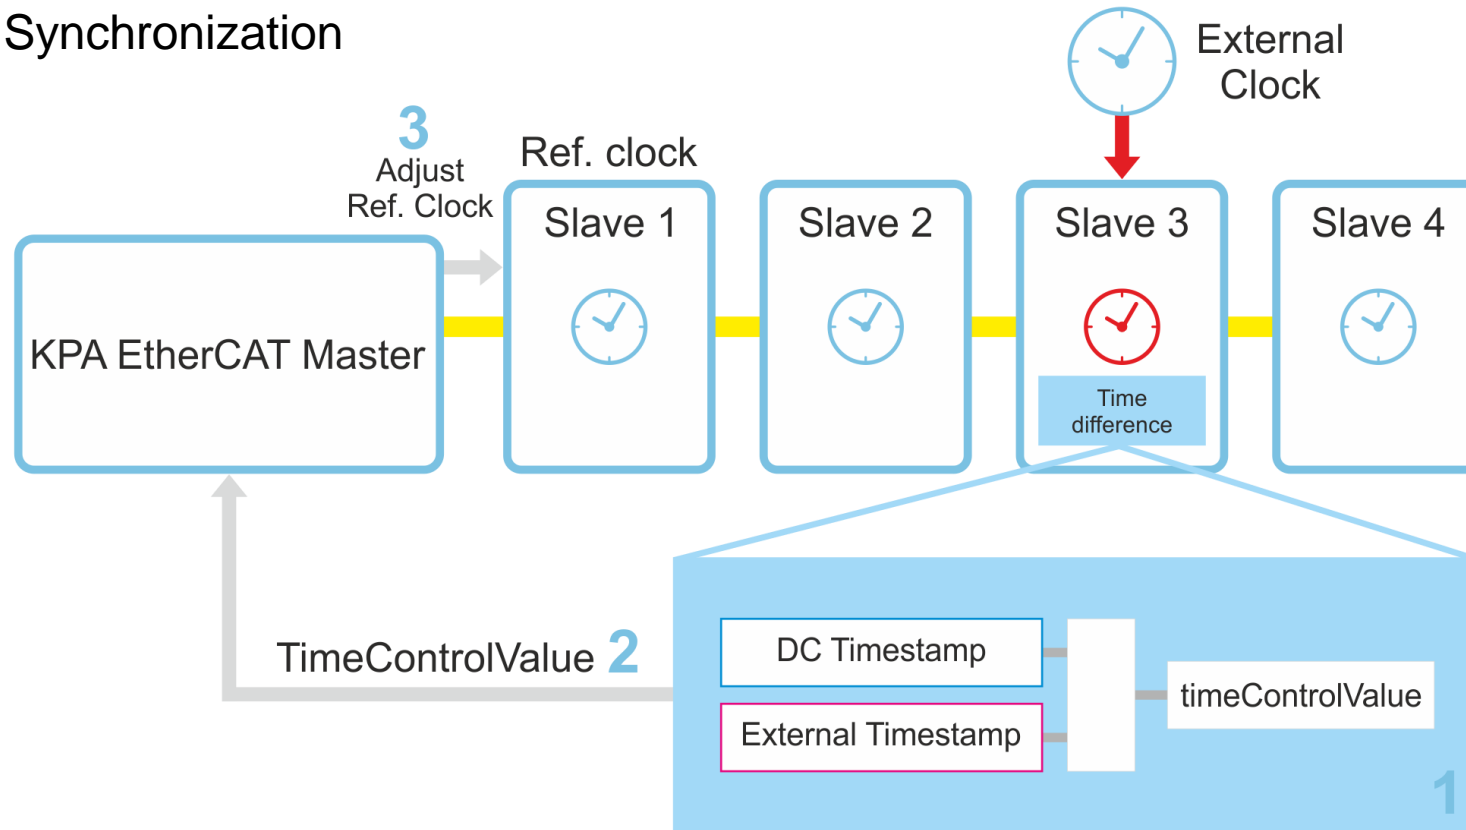 Synchronization
External
Clock
3
Adjust
Ref. Clock
Ref. clock
Slave 1
Slave 2
Slave 3
Slave 4
KPA EtherCAT Master
Time
difference
TimeControlValue 2
DC Timestamp
External Timestamp
timeControlValue
1